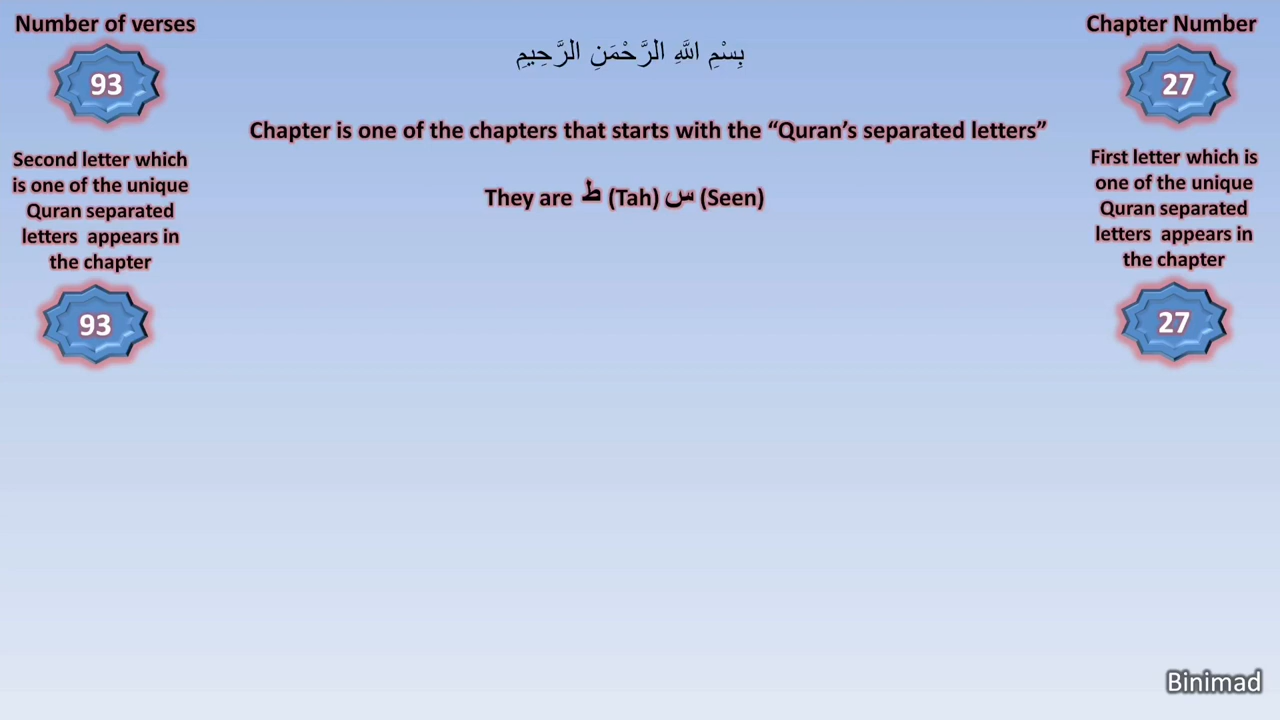 Number of verses
93
Second letter which
is one of the unique
Quran separated
letters appears in
the chapter
93
بِسْمِ اللَّهِ الرَّحْمَنِ الرَّحِيمِ
Chapter is one of the chapters that starts with the “Quran’s separated letters”
They are ط (Tah) س (Seen)
Chapter Number
27
First letter which is
one of the unique
Quran separated
letters appears in
the chapter
27
Binimad